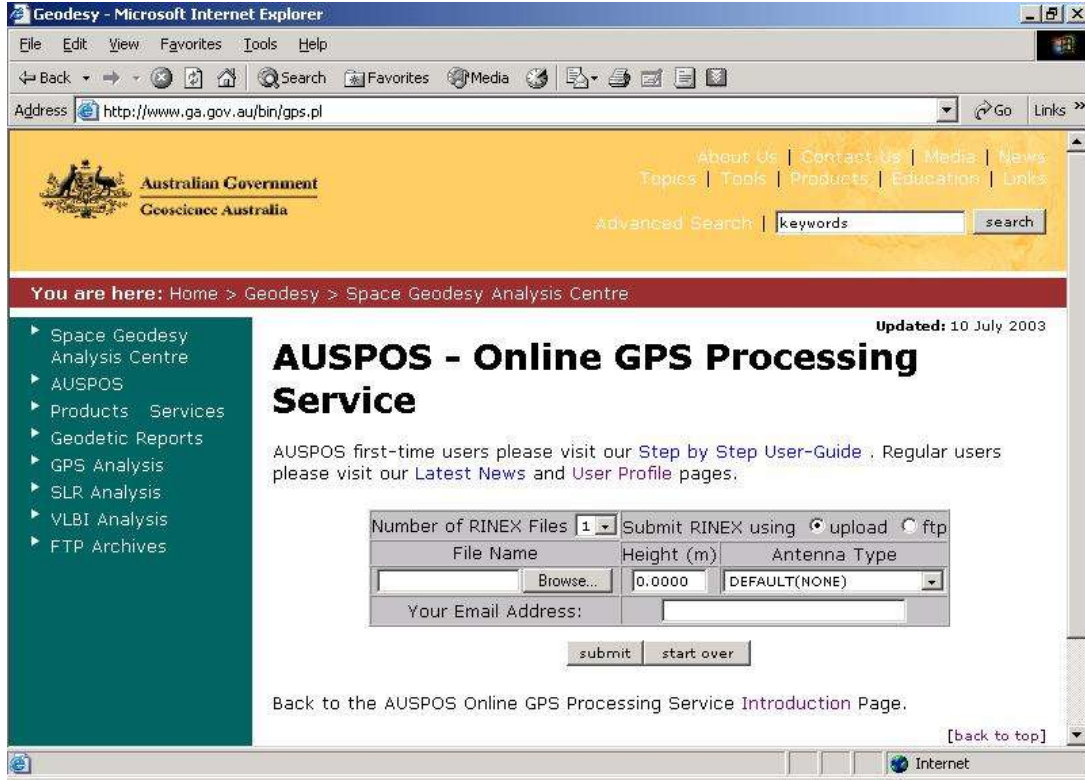 Geodesy - Microsoft Internet Explorer
File Edit View Favorites Tools Help
Back Search Favorites Media
Address http://www.ga.gov.au/bin/gps.pl Go Links »
About Us | Contact Us | Media | News
Topics | Tools | Products | Education | Links
Australian Government
Geoscience Australia
Advanced Search | keywords search
You are here: Home > Geodesy > Space Geodesy Analysis Centre
Space Geodesy
Analysis Centre
AUSPOS
Products Services
Geodetic Reports
GPS Analysis
SLR Analysis
VLBI Analysis
FTP Archives
Updated: 10 July 2003
AUSPOS - Online GPS Processing
Service
AUSPOS first-time users please visit our Step by Step User-Guide . Regular users
please visit our Latest News and User Profile pages.
Number of RINEX Files 1 Submit RINEX using upload ftp
File Name Height (m) Antenna Type
Browse... 0.0000 DEFAULT(NONE)
Your Email Address:
submit start over
Back to the AUSPOS Online GPS Processing Service Introduction Page.
[back to top]
Internet